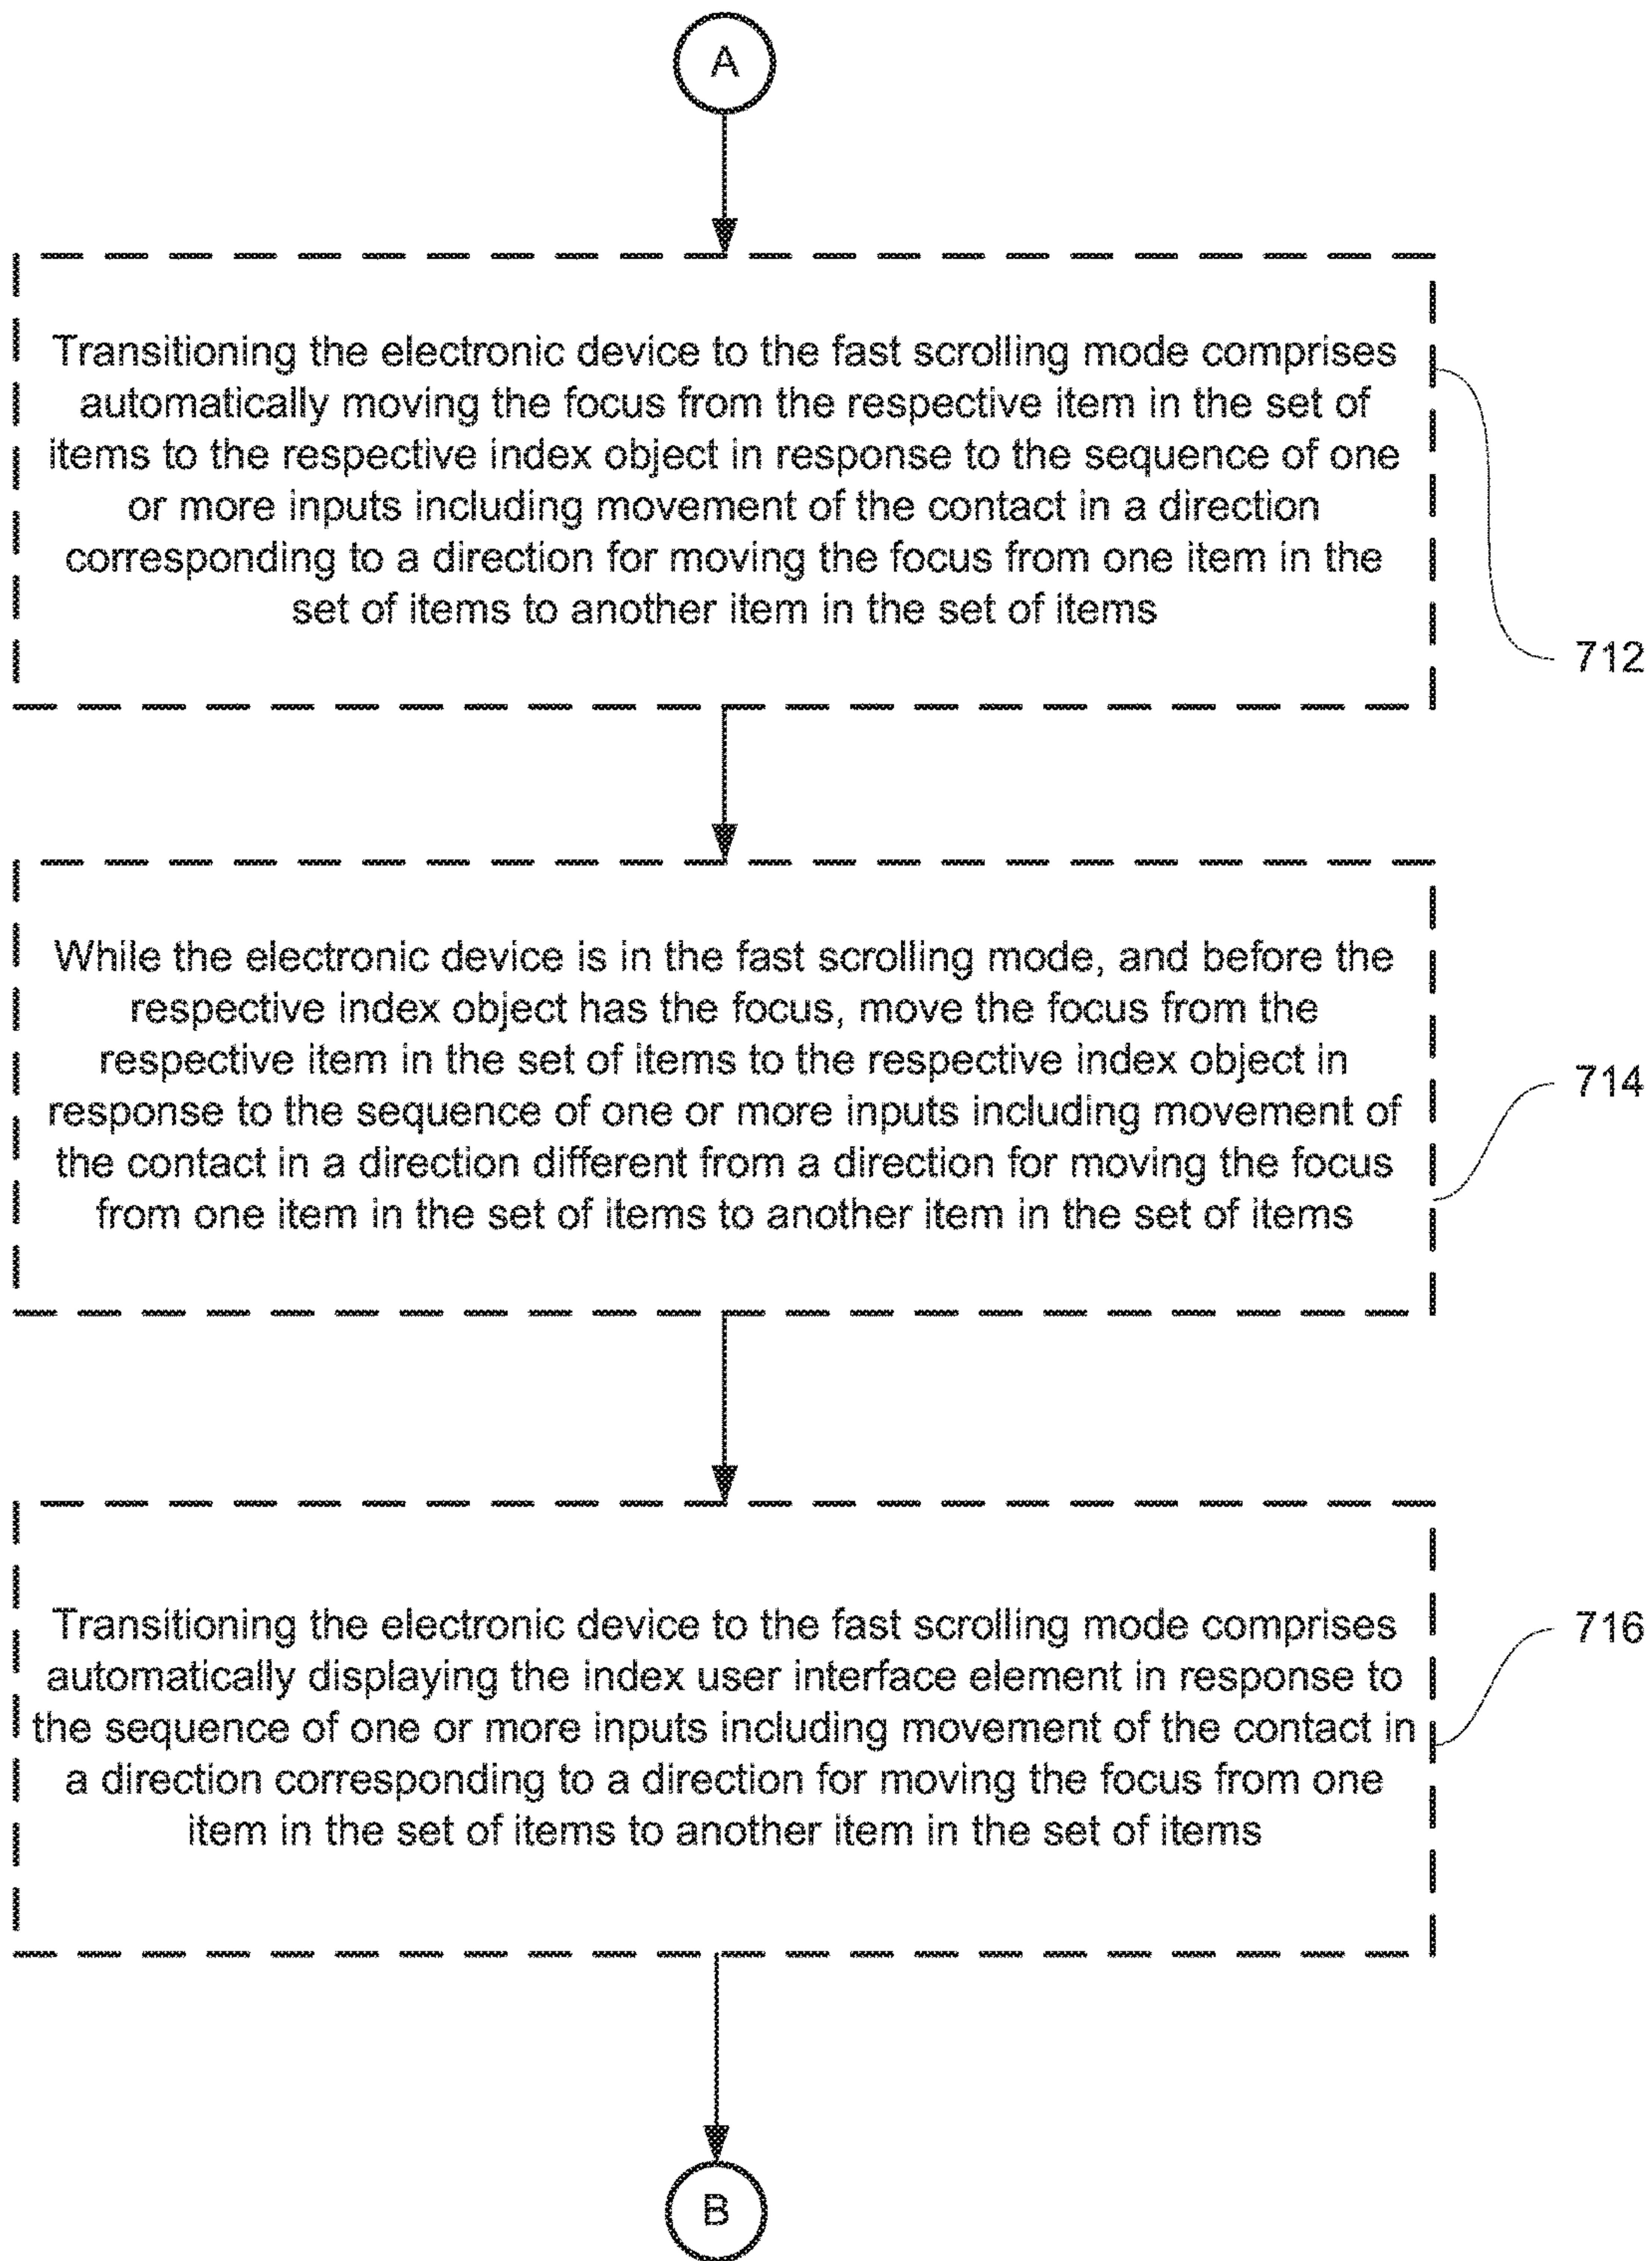 A
Transitioning the electronic device to the fast scrolling mode comprises
automatically moving the focus from the respective item in the set of
items to the respective index object in response to the sequence of one
or more inputs including movement of the contact in a direction
corresponding to a direction for moving the focus from one item in the
set of items to another item in the set of items
712
While the electronic device is in the fast scrolling mode, and before the
respective index object has the focus, move the focus from the
respective item in the set of items to the respective index object in
response to the sequence of one or more inputs including movement of
the contact in a direction different from a direction for moving the focus
from one item in the set of items to another item in the set of items
714
Transitioning the electronic device to the fast scrolling mode comprises
automatically displaying the index user interface element in response to
the sequence of one or more inputs including movement of the contact in
a direction corresponding to a direction for moving the focus from one
item in the set of items to another item in the set of items
716
B